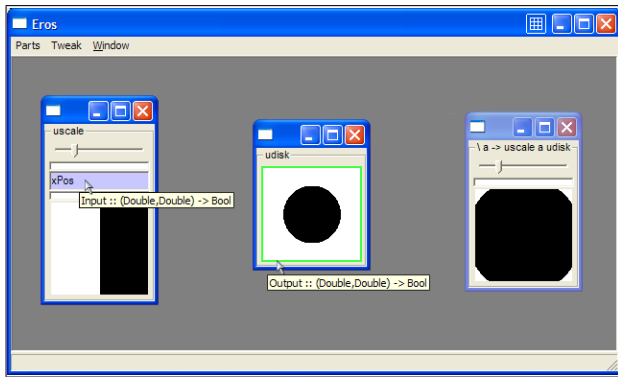 Eros
Parts Tweak Window
uscale
xPos
Input :: (Double,Double) -> Bool
udisk
Output :: (Double,Double) -> Bool
\ a -> uscale a udisk